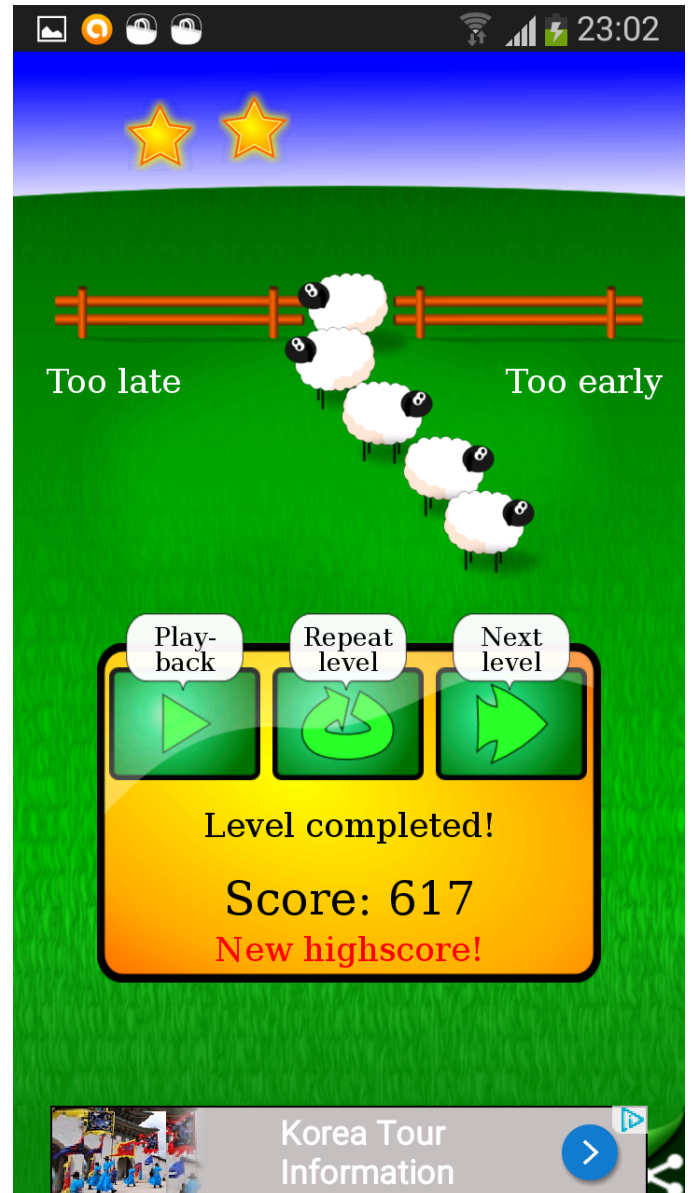 23:02
Too late
Too early
Play-
back
Repeat
level
Next
level
Level completed!
Score: 617
New highscore!
Korea Tour
Information